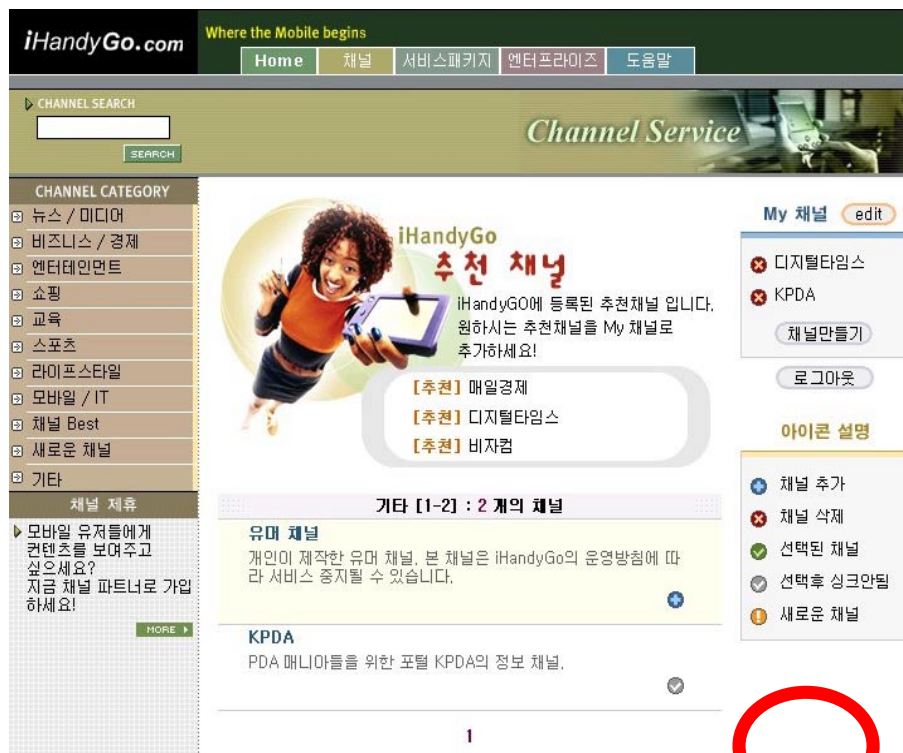 iHandyGo.com
Where the Mobile begins
Home
채널
서비스패키지
엔터프라이즈
도움말
CHANNEL SEARCH
SEARCH
Channel Service
CHANNEL CATEGORY
뉴스 / 미디어
비즈니스 / 경제
엔터테인먼트
쇼핑
교육
스포츠
라이프스타일
모바일 / IT
채널 Best
새로운 채널
기타
채널 제휴
모바일 유저들에게
컨텐츠를 보여주고
싶으세요?
지금 채널 파트너로 가입
하세요!
MORE
iHandyGo
추천 채널
iHandyGO에 등록된 추천채널 입니다.
원하시는 추천채널을 My 채널로
추가하세요!
[추천] 매일경제
[추천] 디지털타임스
[추천] 비자컴
기타 [1-2] : 2 개의 채널
유머 채널
개인이 제작한 유머 채널. 본 채널은 iHandyGo의 운영방침에 따
라 서비스 중지될 수 있습니다.
KPDA
PDA 매니아들을 위한 포털 KPDA의 정보 채널.
1
My 채널
edit
디지털타임스
KPDA
채널만들기
로그아웃
아이콘 설명
채널 추가
채널 삭제
선택된 채널
선택후 싱크안됨
새로운 채널